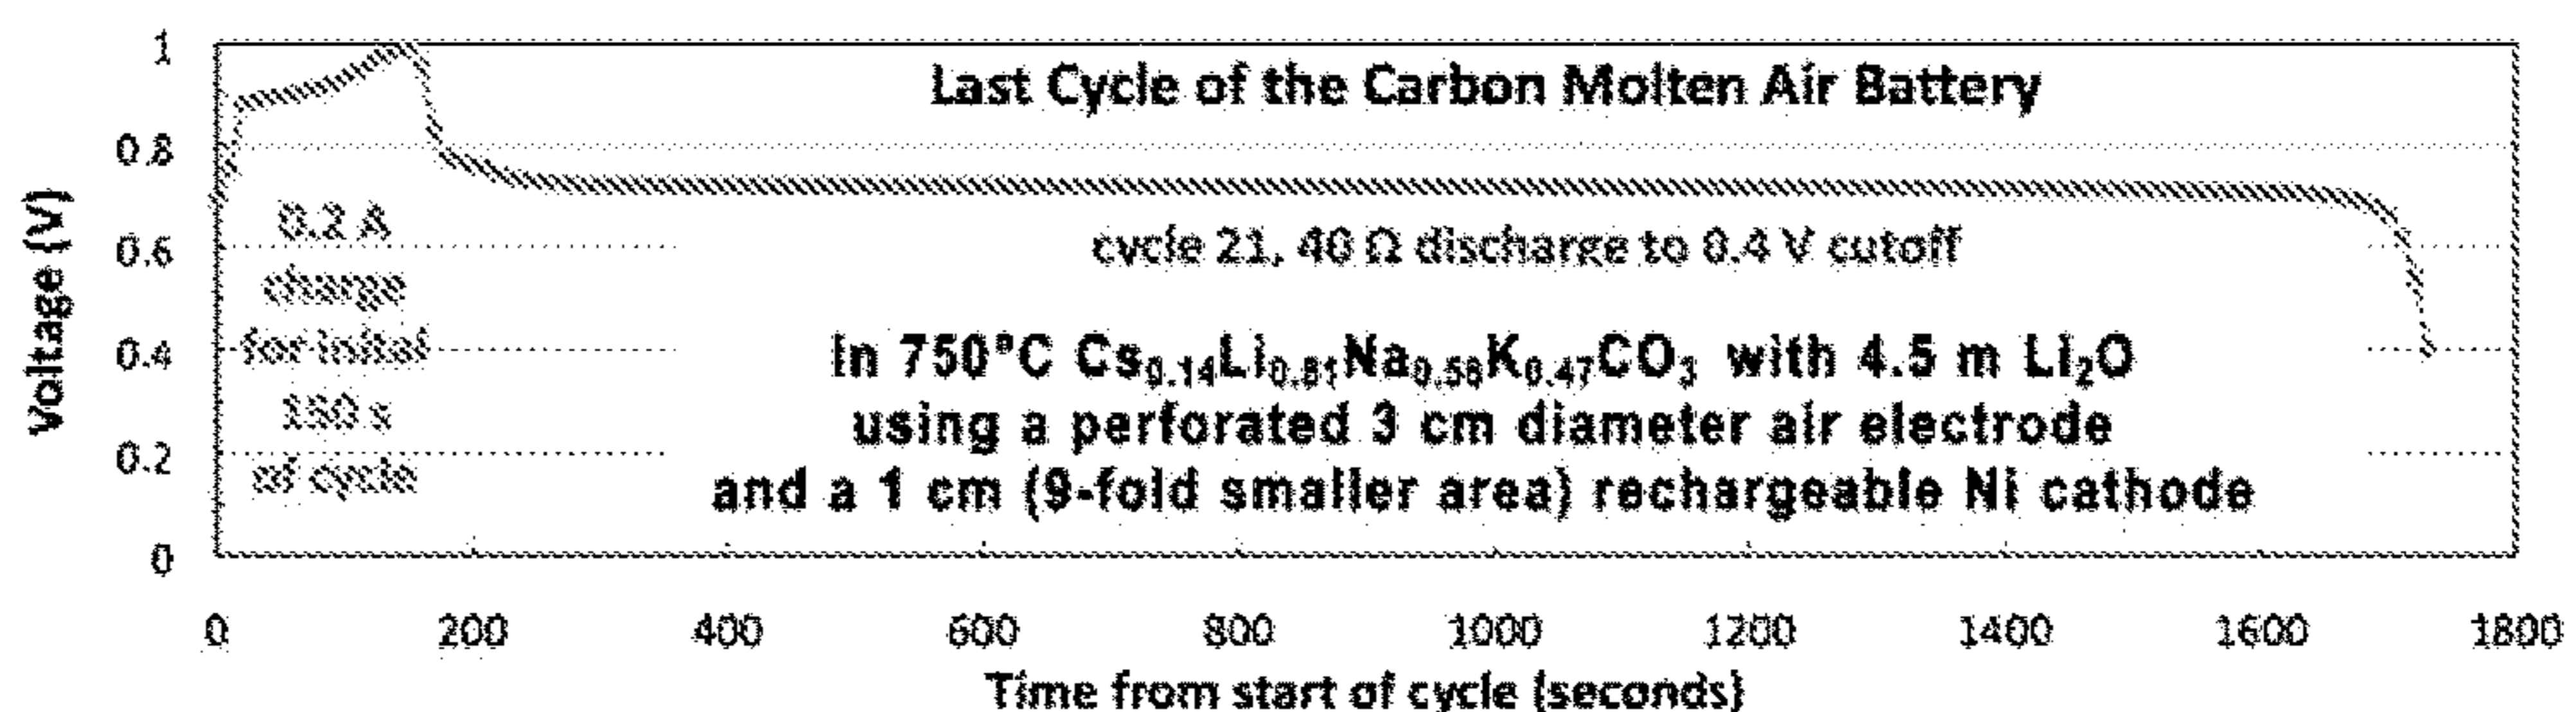 Last Cycle of the Carbon Molten Air Battery
1
0.8
0.6
0.4
0.2
0
Voltage (V)
0.2 A
charge
for inital
180 s
of cycle
cycle 21, 40 Ω discharge to 0.4 V cutoff
In 750°C Cs₀.₁₄Li₀.₈₁Na₀.₅₈K₀.₄₇CO₃ with 4.5 m Li₂O
using a perforated 3 cm diameter air electrode
and a 1 cm (9-fold smaller area) rechargeable Ni cathode
0 200 400 600 800 1000 1200 1400 1600 1800
Time from start of cycle (seconds)